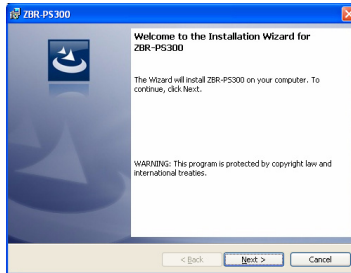 ZBR-PS300
Welcome to the Installation Wizard for
ZBR-PS300
The Wizard will install ZBR-PS300 on your computer. To
continue, click Next.
WARNING: This program is protected by copyright law and
international treaties.
< Back
Next >
Cancel